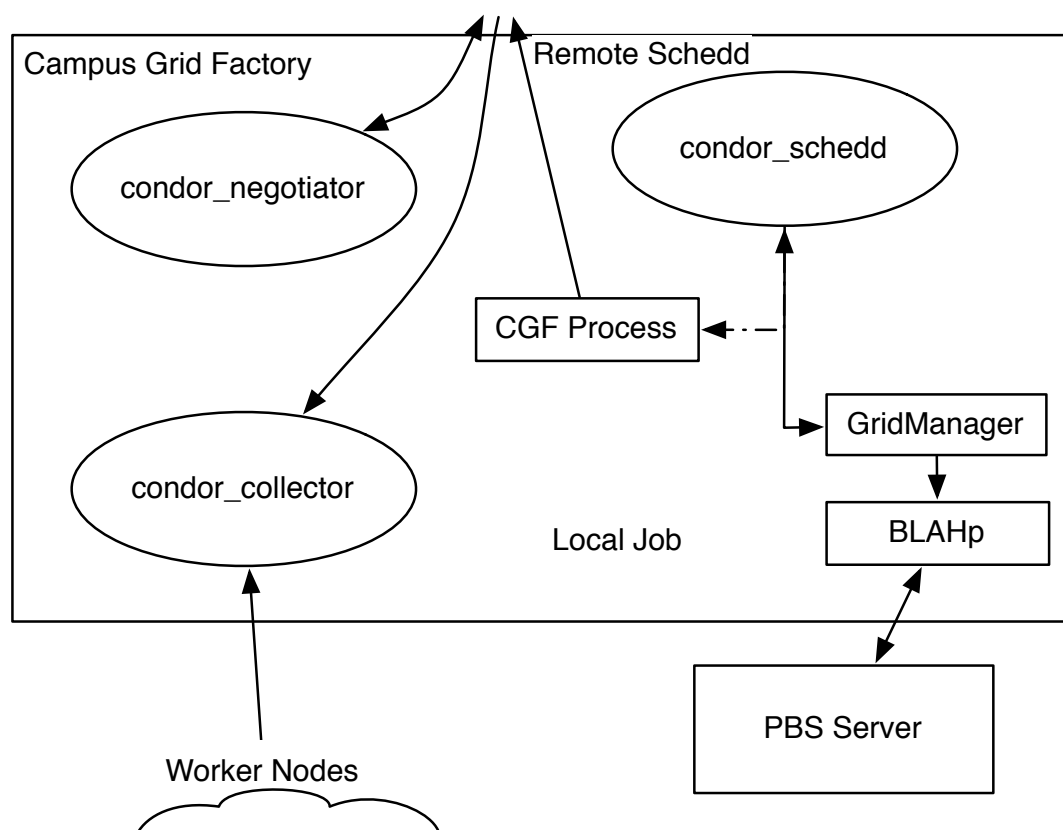 Remote Schedd
Campus Grid Factory
condor_schedd
condor_negotiator
CGF Process
GridManager
condor_collector
BLAHp
Local Job
PBS Server
Worker Nodes